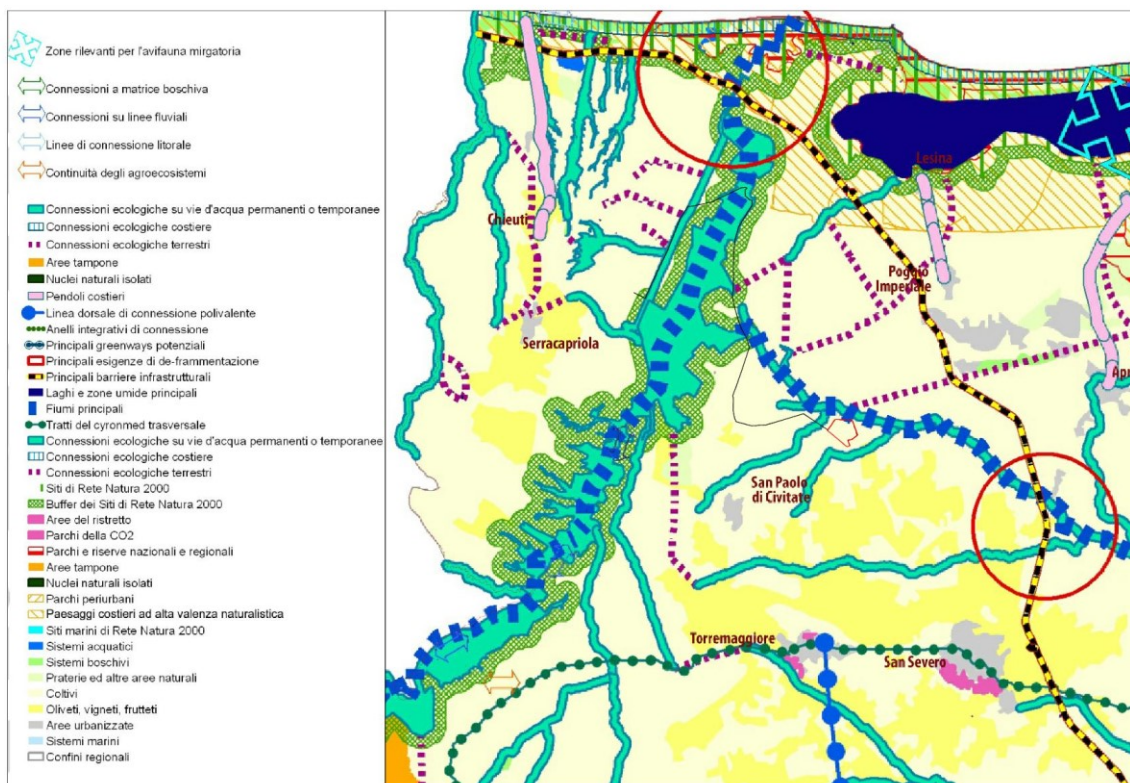 Zone rilevanti per l'avifauna mirgatoria
Connessioni a matrice boschiva
Connessioni su linee fluviali
Linee di connessione litorale
Continuità degli agroecosistemi
Connessioni ecologiche su vie d'acqua permanenti o temporanee
Connessioni ecologiche costiere
Connessioni ecologiche terrestri
Aree tampone
Nuclei naturali isolati
Pendoli costieri
Linea dorsale di connessione polivalente
Anelli integrativi di connessione
Principali greenways potenziali
Principali esigenze di de-frammentazione
Principali barriere infrastrutturali
Laghi e zone umide principali
Fiumi principali
Tratti del cyronmed trasversale
Connessioni ecologiche su vie d'acqua permanenti o temporanee
Connessioni ecologiche costiere
Connessioni ecologiche terrestri
Siti di Rete Natura 2000
Buffer dei Siti di Rete Natura 2000
Aree del ristretto
Parchi della CO2
Parchi e riserve nazionali e regionali
Aree tampone
Nuclei naturali isolati
Parchi periurbani
Paesaggi costieri ad alta valenza naturalistica
Siti marini di Rete Natura 2000
Sistemi acquatici
Sistemi boschivi
Praterie ed altre aree naturali
Coltivi
Oliveti, vigneti, frutteti
Aree urbanizzate
Sistemi marini
Confini regionali
Lesina
Chieuti
Poggio
Imperiale
Serracapriola
Apr
San Paolo
di Civitate
Torremaggiore
San Severo